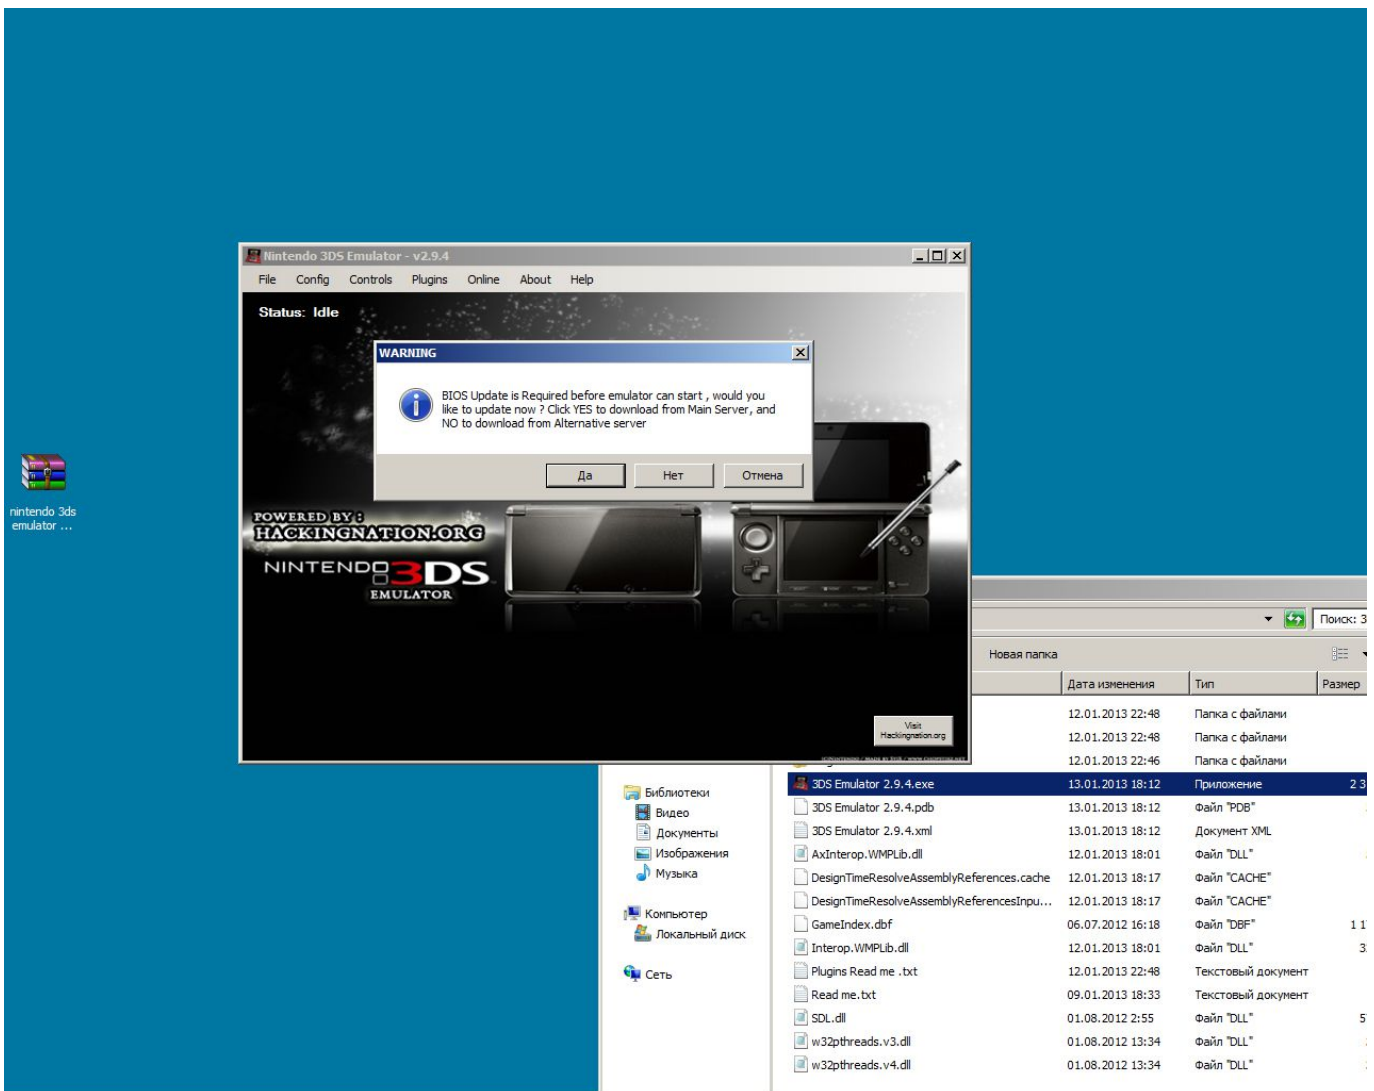 Nintendo 3DS Emulator - v2.9.4
File Config Controls Plugins Online About Help
Status: Idle
WARNING
BIOS Update is Required before emulator can start , would you
like to update now ? Click YES to download from Main Server, and
NO to download from Alternative server
Да Нет Отмена
nintendo 3ds
emulator ...
POWERED BY :
HACKINGNATION.ORG
NINTENDO 3DS
EMULATOR
Visit
Hackingnation.org
Поиск: 3
Новая папка
Дата изменения Тип Размер
12.01.2013 22:48 Папка с файлами
12.01.2013 22:48 Папка с файлами
12.01.2013 22:46 Папка с файлами
3DS Emulator 2.9.4.exe 13.01.2013 18:12 Приложение 2 3
3DS Emulator 2.9.4.pdb 13.01.2013 18:12 Файл "PDB"
3DS Emulator 2.9.4.xml 13.01.2013 18:12 Документ XML
AxInterop.WMPLib.dll 12.01.2013 18:01 Файл "DLL"
DesignTimeResolveAssemblyReferences.cache 12.01.2013 18:17 Файл "CACHE"
DesignTimeResolveAssemblyReferencesInpu... 12.01.2013 18:17 Файл "CACHE"
GameIndex.dbf 06.07.2012 16:18 Файл "DBF" 1 1
Interop.WMPLib.dll 12.01.2013 18:01 Файл "DLL" 3
Plugins Read me .txt 12.01.2013 22:48 Текстовый документ
Read me.txt 09.01.2013 18:33 Текстовый документ
SDL.dll 01.08.2012 2:55 Файл "DLL" 5
w32pthreads.v3.dll 01.08.2012 13:34 Файл "DLL"
w32pthreads.v4.dll 01.08.2012 13:34 Файл "DLL"
Библиотеки
Видео
Документы
Изображения
Музыка
Компьютер
Локальный диск
Сеть